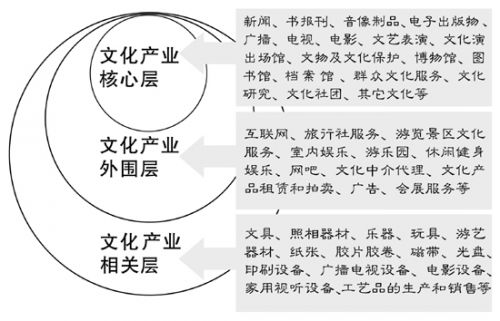 文化产业
核心层
新闻、书报刊、音像制品、电子出版物、
广播、电视、电影、文艺表演、文化演
出场馆、文物及文化保护、博物馆、图
书馆、档案馆、群众文化服务、文化
研究、文化社团、其它文化等
文化产业
外围层
互联网、旅行社服务、游览景区文化
服务、室内娱乐、游乐园、休闲健身
娱乐、网吧、文化中介代理、文化产
品租赁和拍卖、广告、会展服务等
文化产业
相关层
文具、照相器材、乐器、玩具、游艺
器材、纸张、胶片胶卷、磁带、光盘、
印刷设备、广播电视设备、电影设备、
家用视听设备、工艺品的生产和销售等